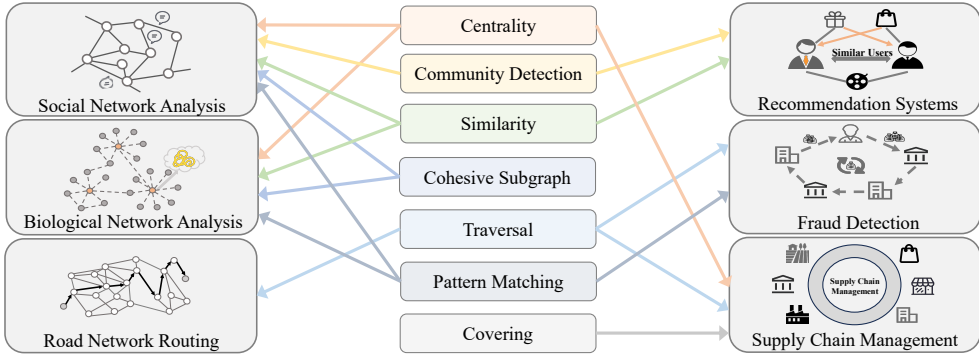 Social Network Analysis
Biological Network Analysis
Road Network Routing
Centrality
Community Detection
Similarity
Cohesive Subgraph
Traversal
Pattern Matching
Covering
Similar Users
Recommendation Systems
Fraud Detection
Supply Chain
Management
Supply Chain Management